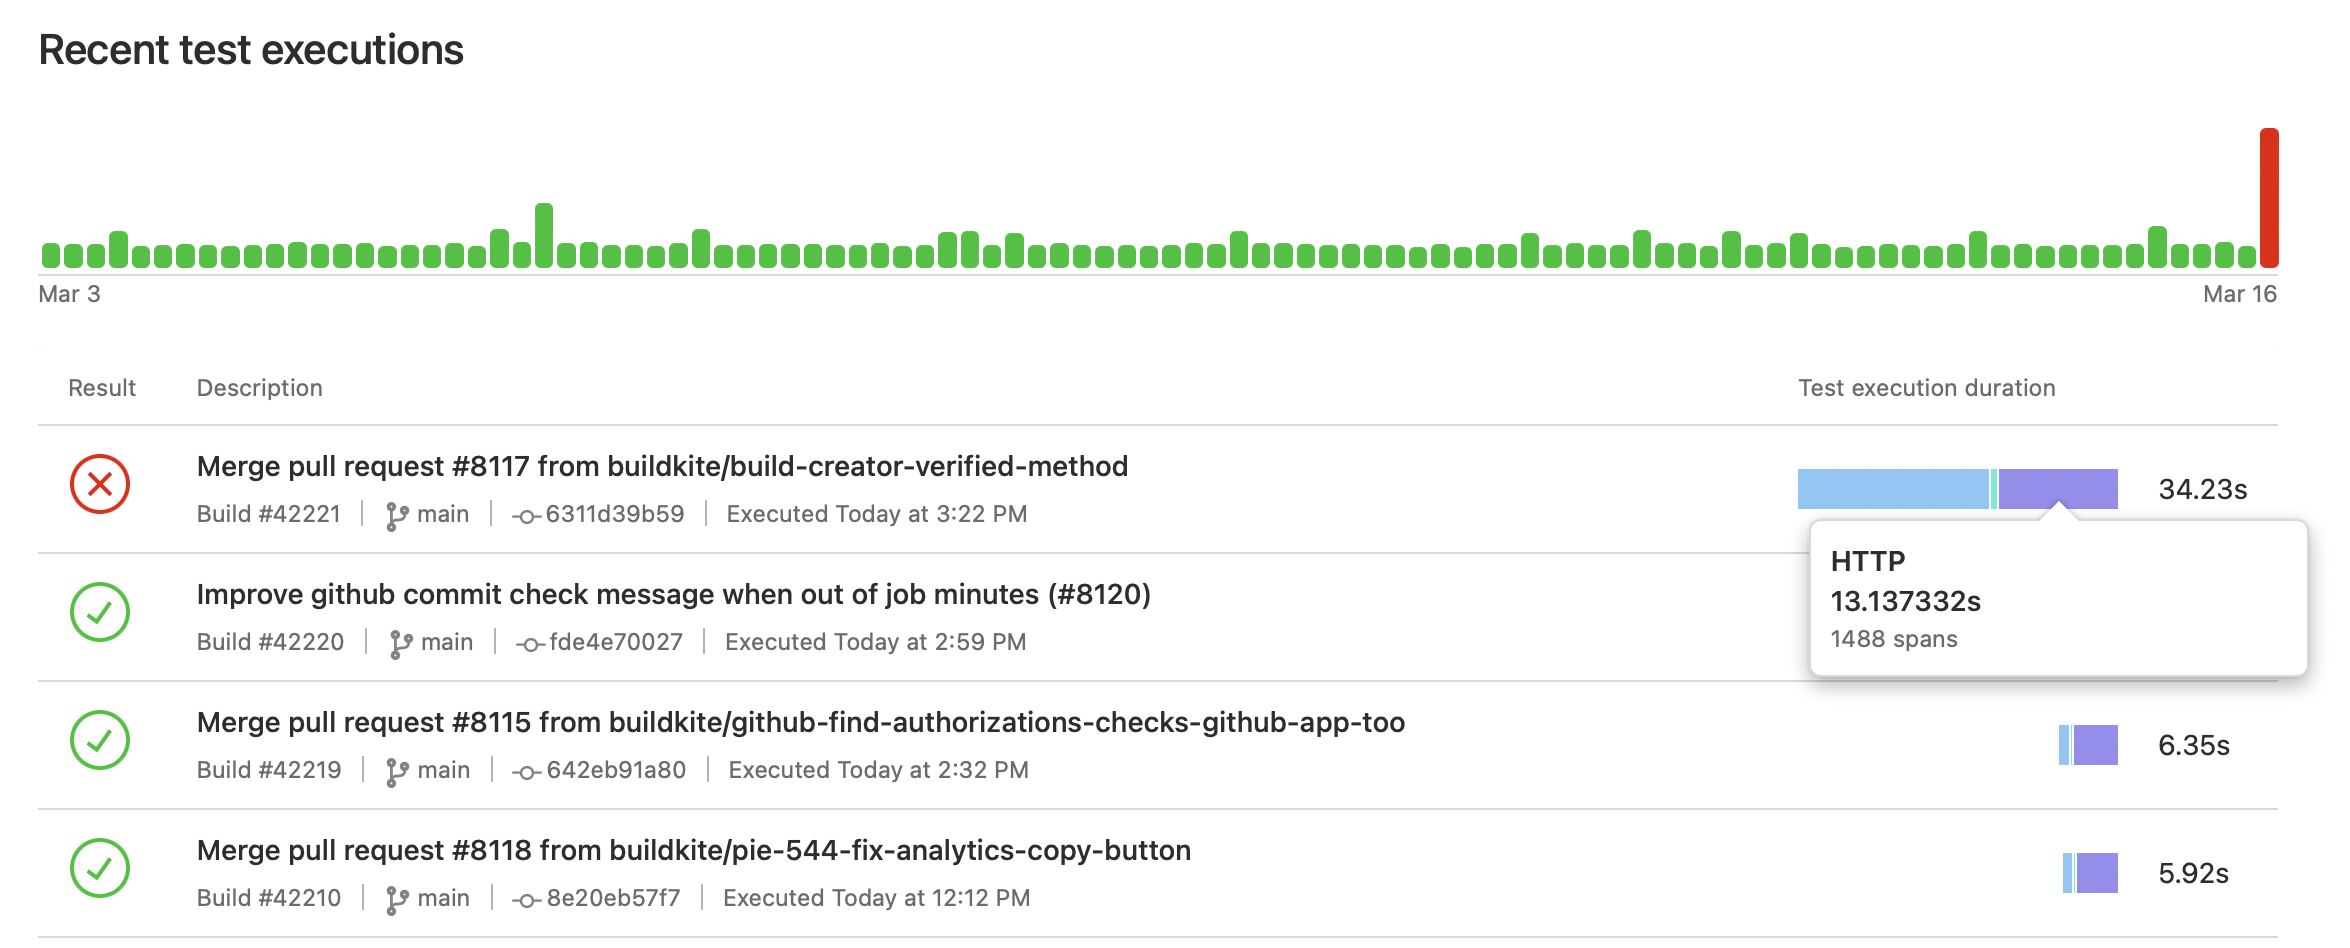 Recent test executions
Mar 3
Mar 16
Result Description Test execution duration
Merge pull request #8117 from buildkite/build-creator-verified-method
Build #42221 main 6311d39b59 Executed Today at 3:22 PM
34.23s
HTTP
13.137332s
1488 spans
Improve github commit check message when out of job minutes (#8120)
Build #42220 main fde4e70027 Executed Today at 2:59 PM
Merge pull request #8115 from buildkite/github-find-authorizations-checks-github-app-too
Build #42219 main 642eb91a80 Executed Today at 2:32 PM
6.35s
Merge pull request #8118 from buildkite/pie-544-fix-analytics-copy-button
Build #42210 main 8e20eb57f7 Executed Today at 12:12 PM
5.92s